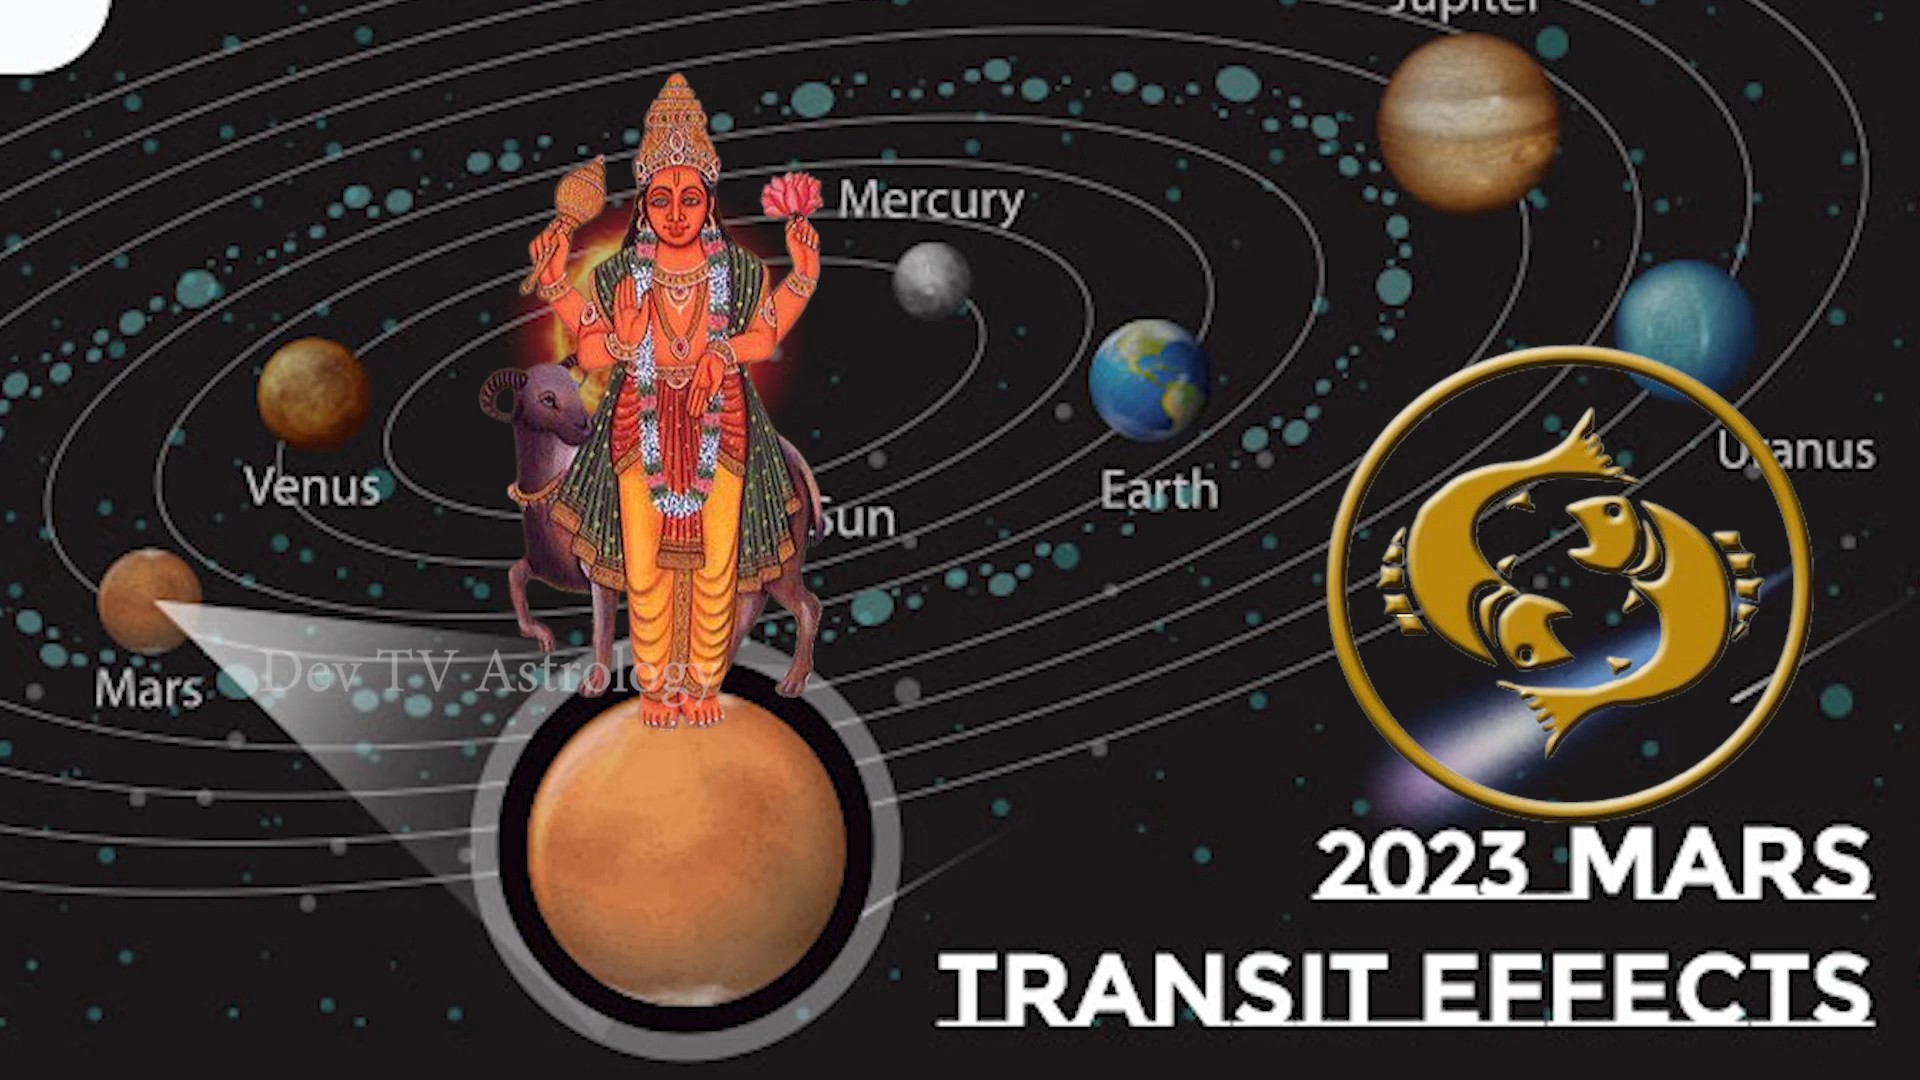 Jupiter
Mercury
Uranus
Venus
Earth
Sun
Dev TV Astrology
Mars
2023 MARS
TRANSIT EFFECTS